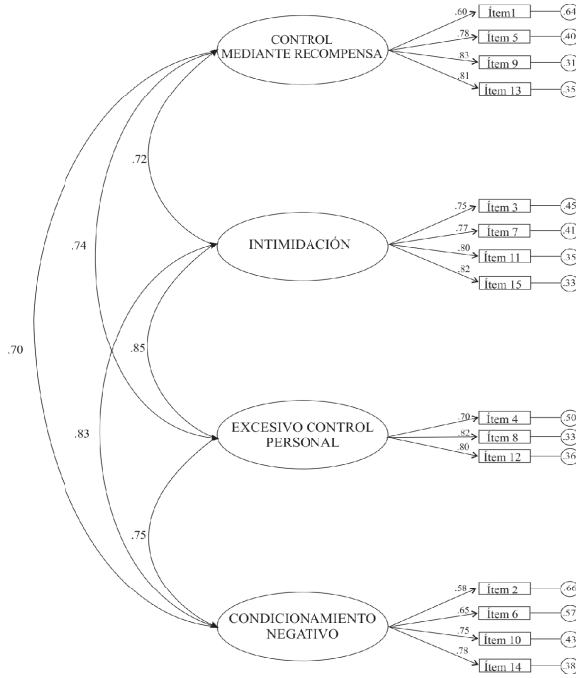 CONTROL
MEDIANTE RECOMPENSA
.60
Ítem1
.64
.78
Ítem 5
.40
.83
Ítem 9
.31
.81
Ítem 13
.35
.72
INTIMIDACIÓN
.75
Ítem 3
.45
.77
Ítem 7
.41
.80
Ítem 11
.35
.82
Ítem 15
.33
.74
.70
.85
.83
EXCESIVO CONTROL
PERSONAL
.70
Ítem 4
.50
.82
Ítem 8
.33
.80
Ítem 12
.36
.75
CONDICIONAMIENTO
NEGATIVO
.58
Ítem 2
.66
.65
Ítem 6
.57
.75
Ítem 10
.43
.78
Ítem 14
.38